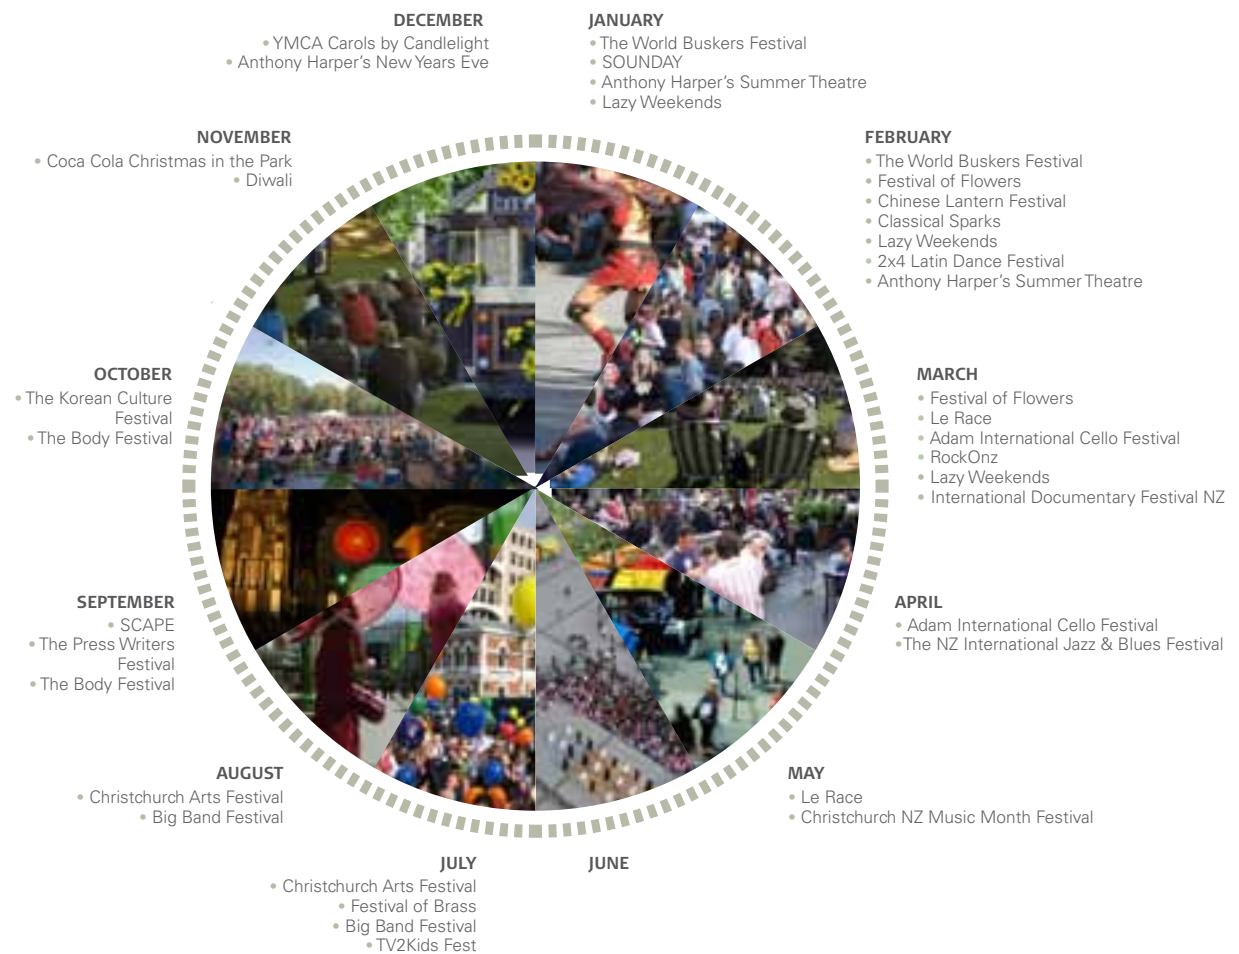 DECEMBER
• YMCA Carols by Candlelight
• Anthony Harper's New Years Eve
JANUARY
• The World Buskers Festival
• SOUNDAY
• Anthony Harper's Summer Theatre
• Lazy Weekends
NOVEMBER
• Coca Cola Christmas in the Park
• Diwali
FEBRUARY
• The World Buskers Festival
• Festival of Flowers
• Chinese Lantern Festival
• Classical Sparks
• Lazy Weekends
• 2x4 Latin Dance Festival
• Anthony Harper's Summer Theatre
OCTOBER
• The Korean Culture
Festival
• The Body Festival
MARCH
• Festival of Flowers
• Le Race
• Adam International Cello Festival
• RockOnz
• Lazy Weekends
• International Documentary Festival NZ
SEPTEMBER
• SCAPE
• The Press Writers
Festival
• The Body Festival
APRIL
• Adam International Cello Festival
• The NZ International Jazz & Blues Festival
AUGUST
• Christchurch Arts Festival
• Big Band Festival
MAY
• Le Race
• Christchurch NZ Music Month Festival
JULY
• Christchurch Arts Festival
• Festival of Brass
• Big Band Festival
• TV2Kids Fest
JUNE